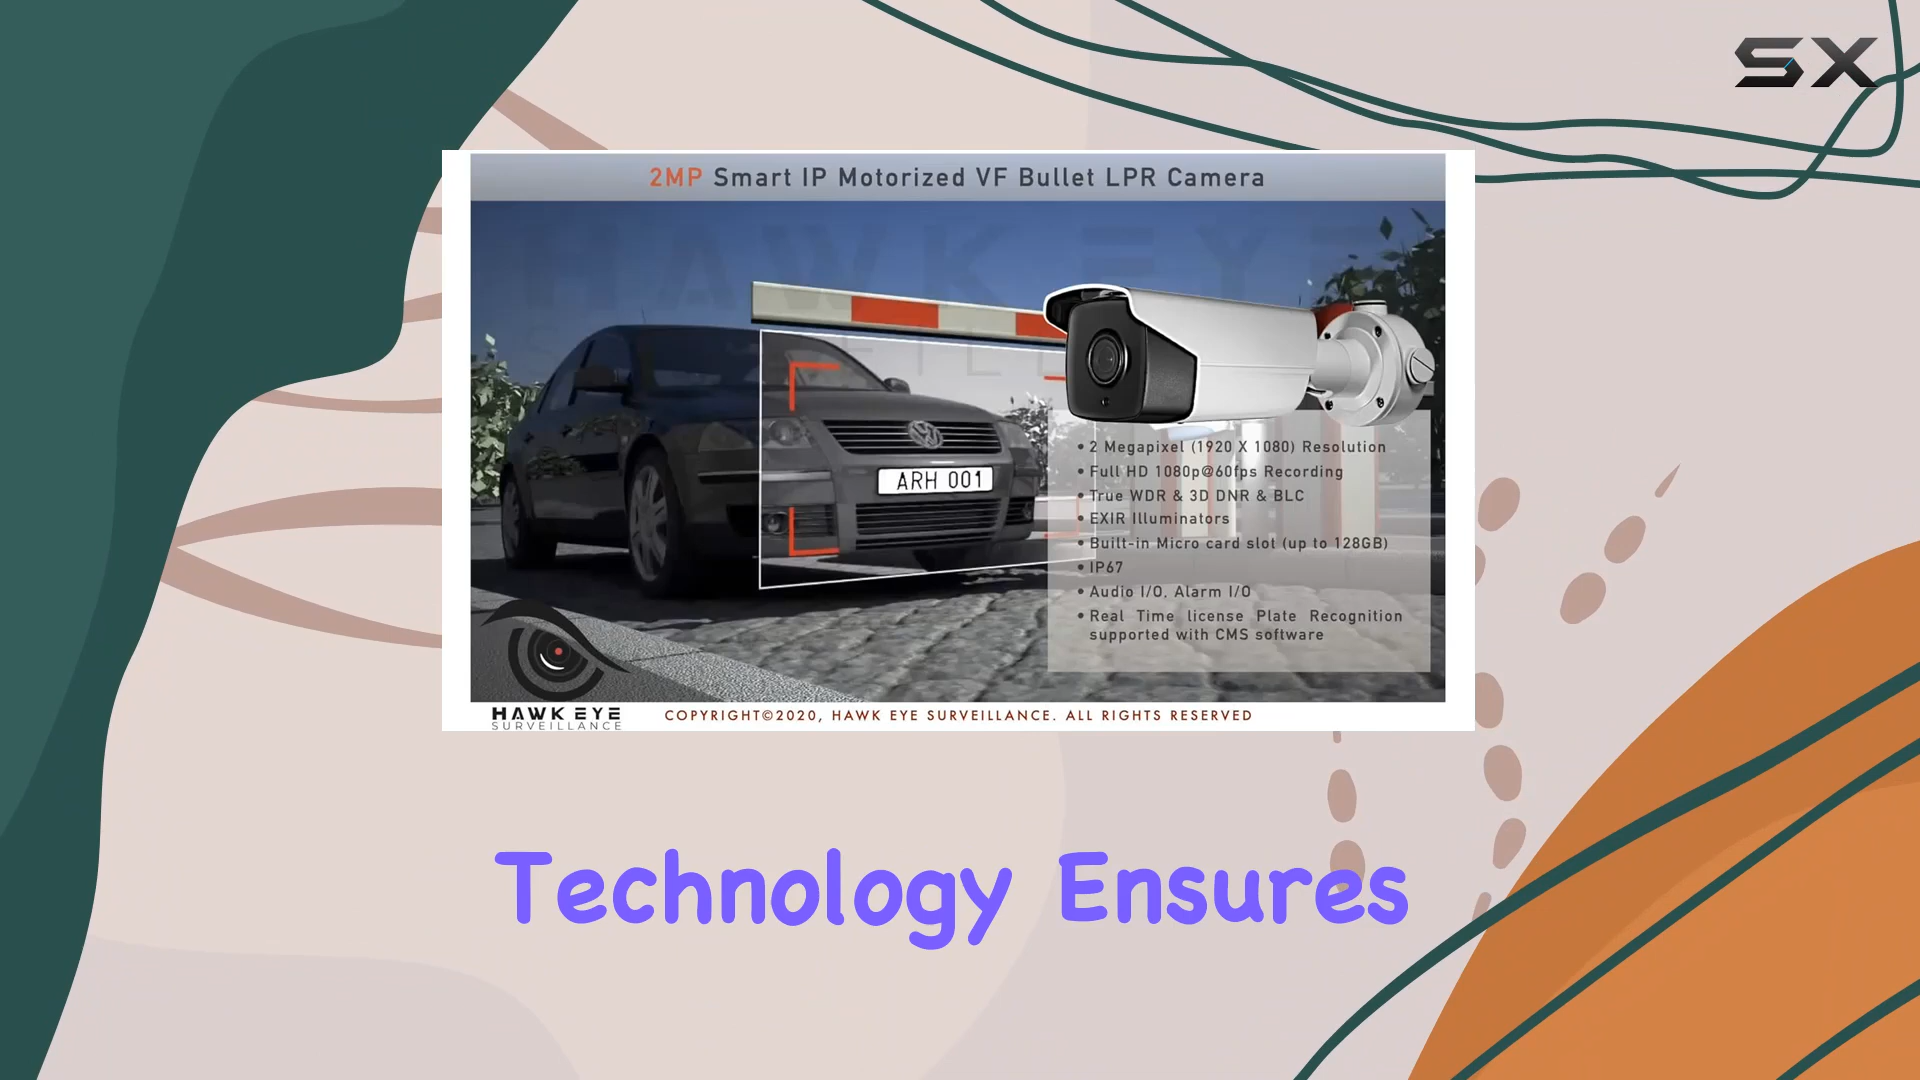 SX
2MP Smart IP Motorized VF Bullet LPR Camera
HAWK EYE
ARH 001
• 2 Megapixel (1920 X 1080) Resolution
• Full HD 1080p@60fps Recording
• True WDR & 3D DNR & BLC
• EXIR Illuminators
• Built-in Micro card slot (up to 128GB)
• IP67
• Audio I/O, Alarm I/O
• Real Time license Plate Recognition
supported with CMS software
HAWK EYE
SURVEILLANCE
COPYRIGHT©2020, HAWK EYE SURVEILLANCE. ALL RIGHTS RESERVED
Technology Ensures